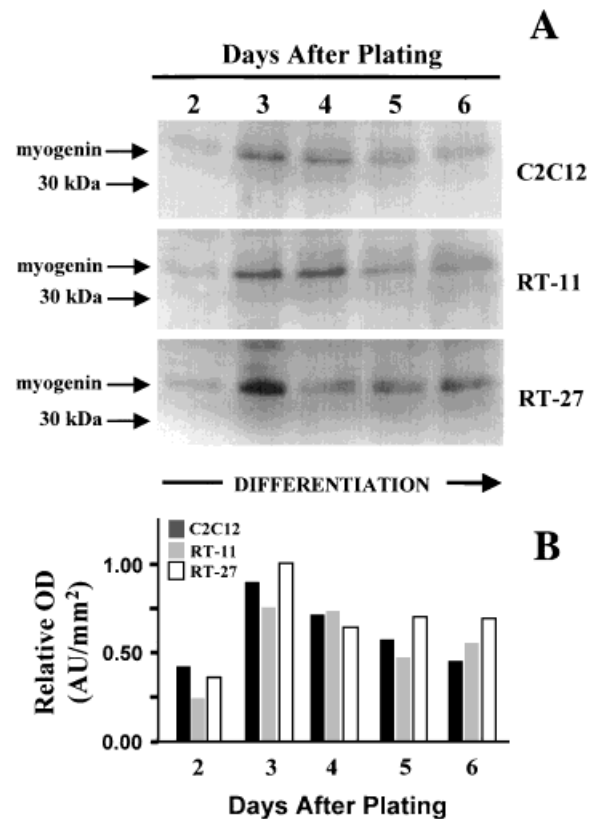 A
Days After Plating
2 3 4 5 6
myogenin
30 kDa
C2C12
myogenin
30 kDa
RT-11
myogenin
30 kDa
RT-27
DIFFERENTIATION
B
C2C12
RT-11
RT-27
Relative OD
(AU/mm²)
1.00
0.50
0.00
2 3 4 5 6
Days After Plating